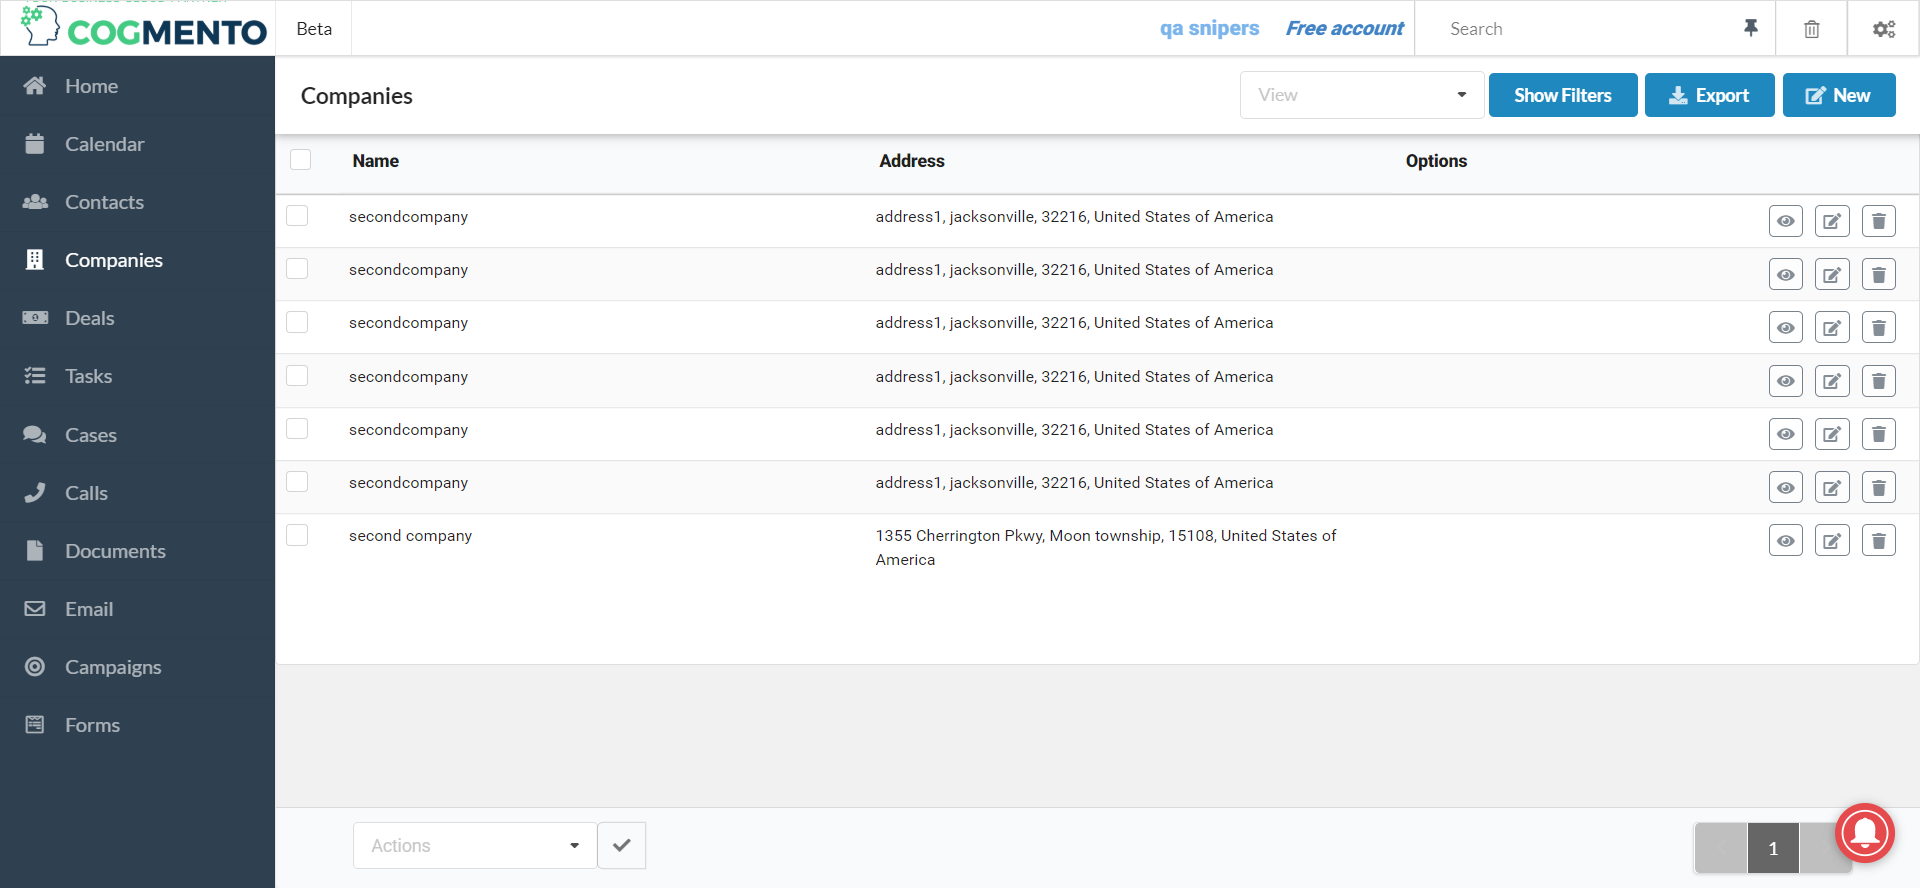 COGMENTO
Beta
qa snipers
Free account
Search
Home
Calendar
Contacts
Companies
Deals
Tasks
Cases
Calls
Documents
Email
Campaigns
Forms
Companies
View
Show Filters
Export
New
Name Address Options
secondcompany address1, jacksonville, 32216, United States of America
secondcompany address1, jacksonville, 32216, United States of America
secondcompany address1, jacksonville, 32216, United States of America
secondcompany address1, jacksonville, 32216, United States of America
secondcompany address1, jacksonville, 32216, United States of America
secondcompany address1, jacksonville, 32216, United States of America
second company 1355 Cherrington Pkwy, Moon township, 15108, United States of
America
Actions
1